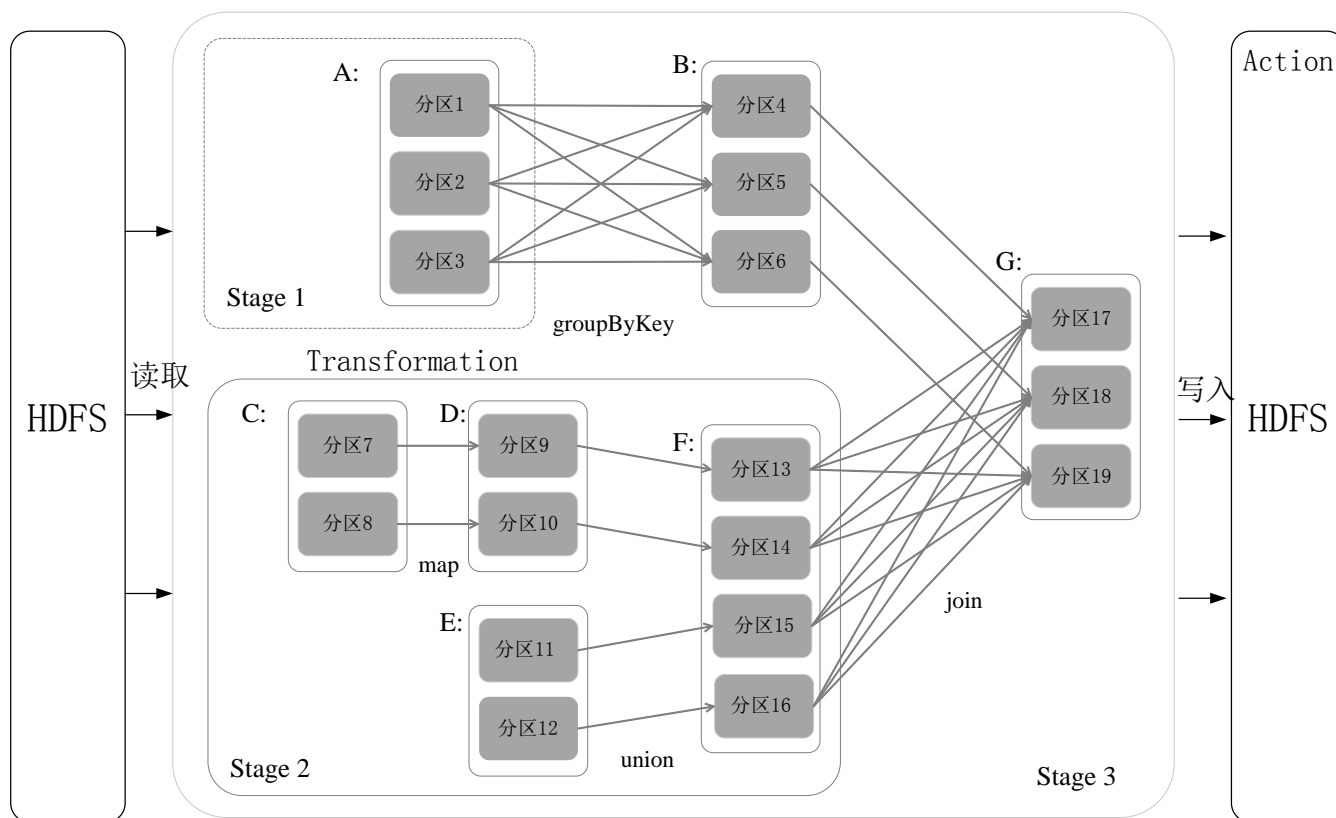 HDFS
读取
A:
分区1
分区2
分区3
Stage 1
groupByKey
B:
分区4
分区5
分区6
Transformation
C:
分区7
分区8
map
D:
分区9
分区10
E:
分区11
分区12
union
F:
分区13
分区14
分区15
分区16
Stage 2
join
G:
分区17
分区18
分区19
Stage 3
写入
Action
HDFS